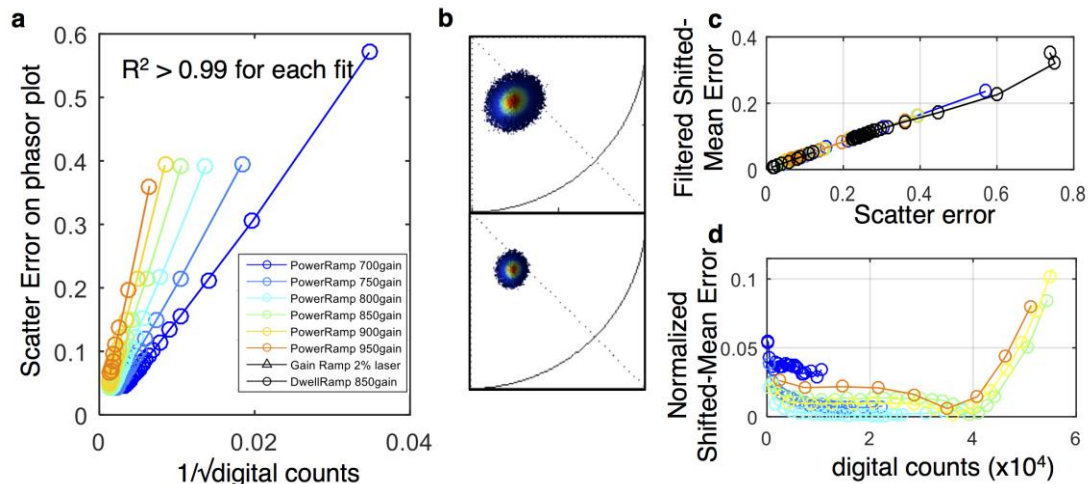 a
Scatter Error on phasor plot
0.6
0.5
0.4
0.3
0.2
0.1
0
R² > 0.99 for each fit
PowerRamp 700gain
PowerRamp 750gain
PowerRamp 800gain
PowerRamp 850gain
PowerRamp 900gain
PowerRamp 950gain
Gain Ramp 2% laser
DwellRamp 850gain
0 0.02 0.04
1/√digital counts
b
c
Filtered Shifted-
Mean Error
0.4
0.2
0
0 0.2 0.4 0.6 0.8
Scatter error
d
Normalized
Shifted-Mean Error
0.1
0.05
0
0 2 4 6
digital counts (x10⁴)